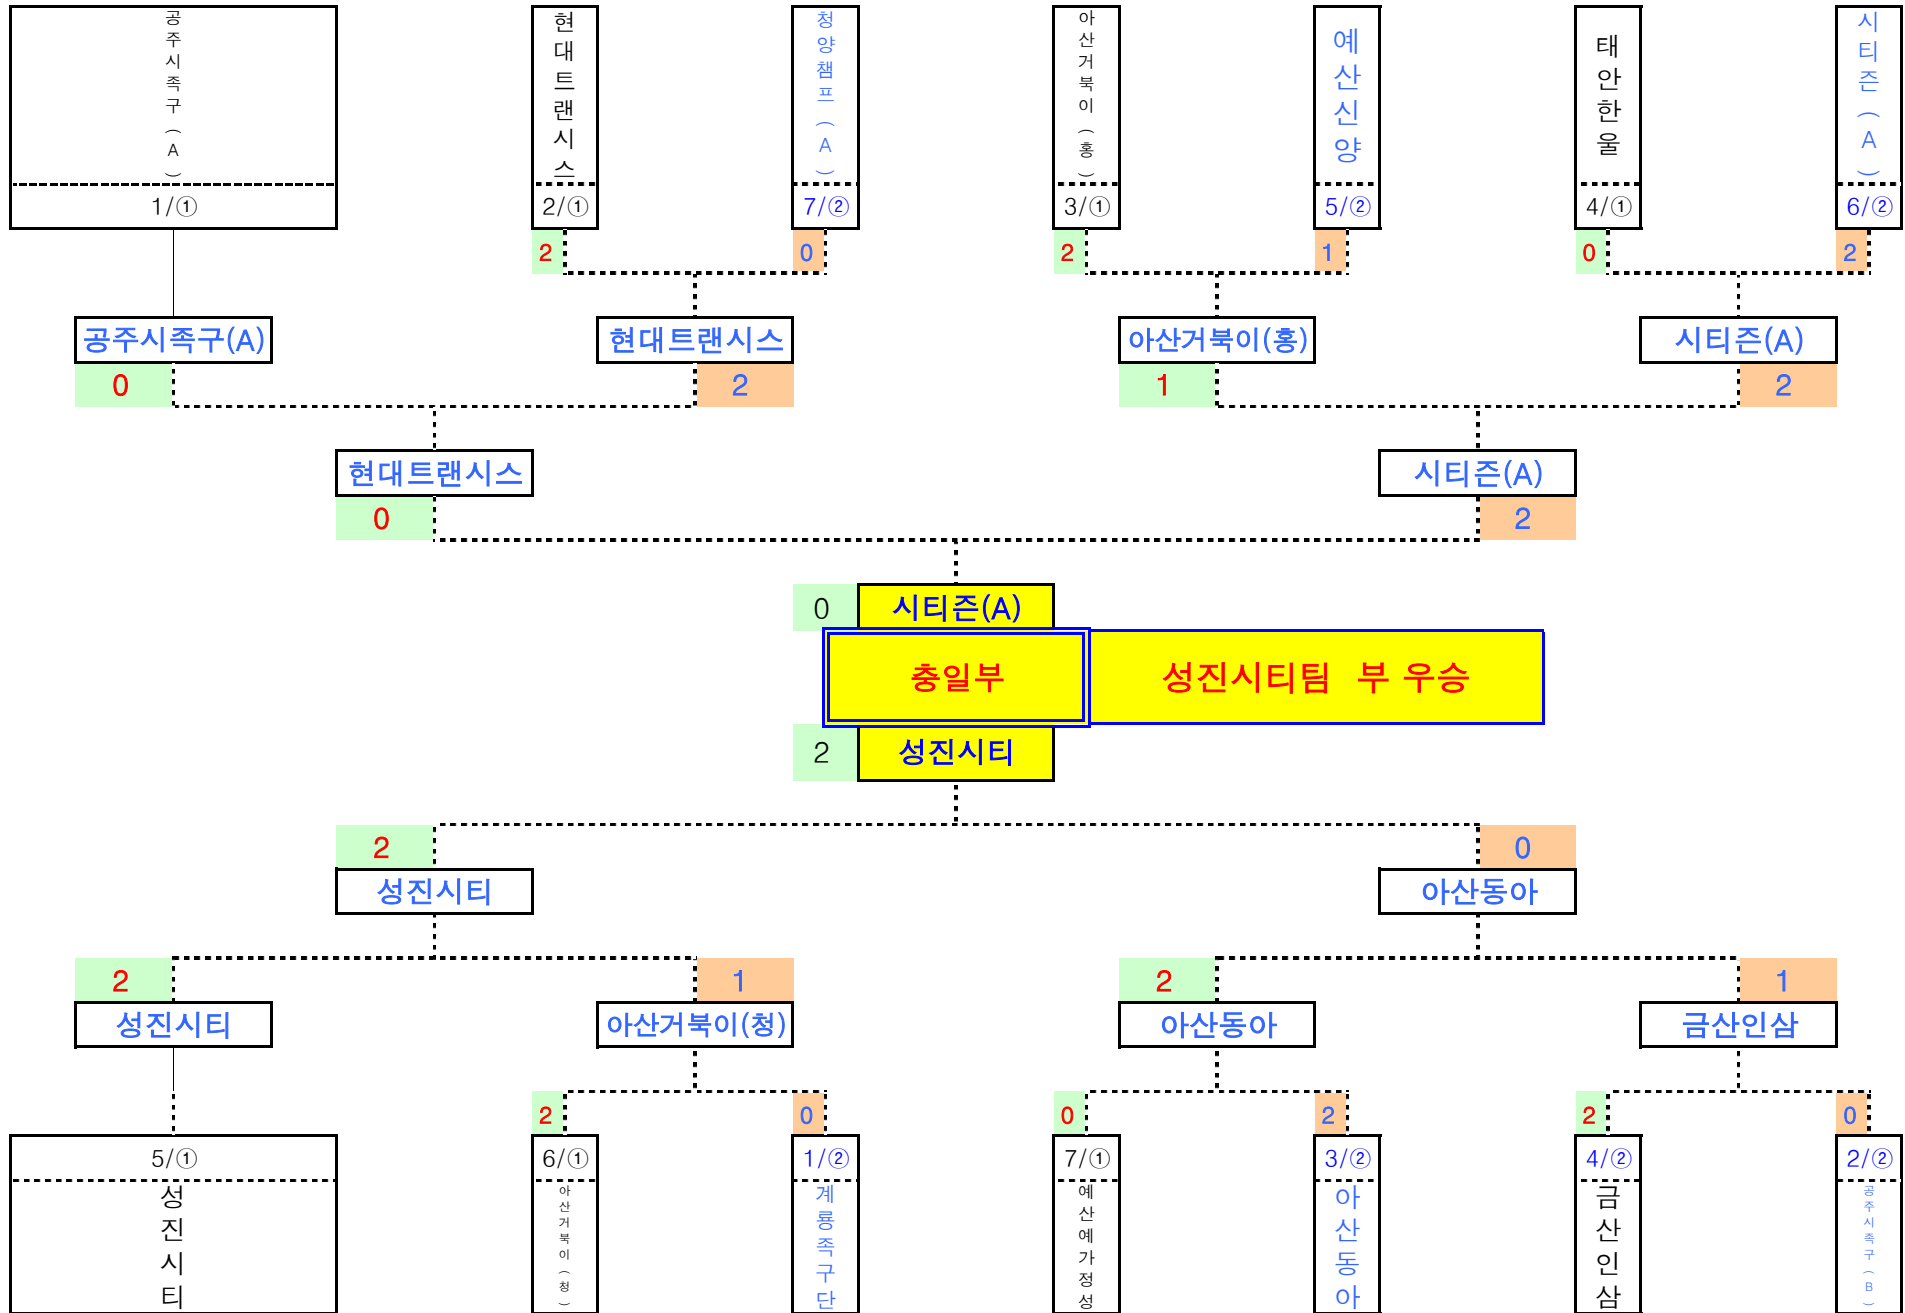 공주시족구(A)
현대트랜시스
청양챔프(A)
아산거북이(홍)
예산신양
태안한울
시티즌(A)
1/①
2/①
7/②
3/①
5/②
4/①
6/②
2
0
2
1
0
2
공주시족구(A)
현대트랜시스
아산거북이(홍)
시티즌(A)
0
2
1
2
현대트랜시스
시티즌(A)
0
2
0
시티즌(A)
충일부
성진시티팀 부 우승
2
성진시티
2
0
성진시티
아산동아
2
1
2
1
성진시티
아산거북이(청)
아산동아
금산인삼
2
0
0
2
2
0
5/①
6/①
1/②
7/①
3/②
4/②
2/②
성진시티
아산거북이(청)
계룡족구단
예산예가정성
아산동아
금산인삼
공주시족구(B)